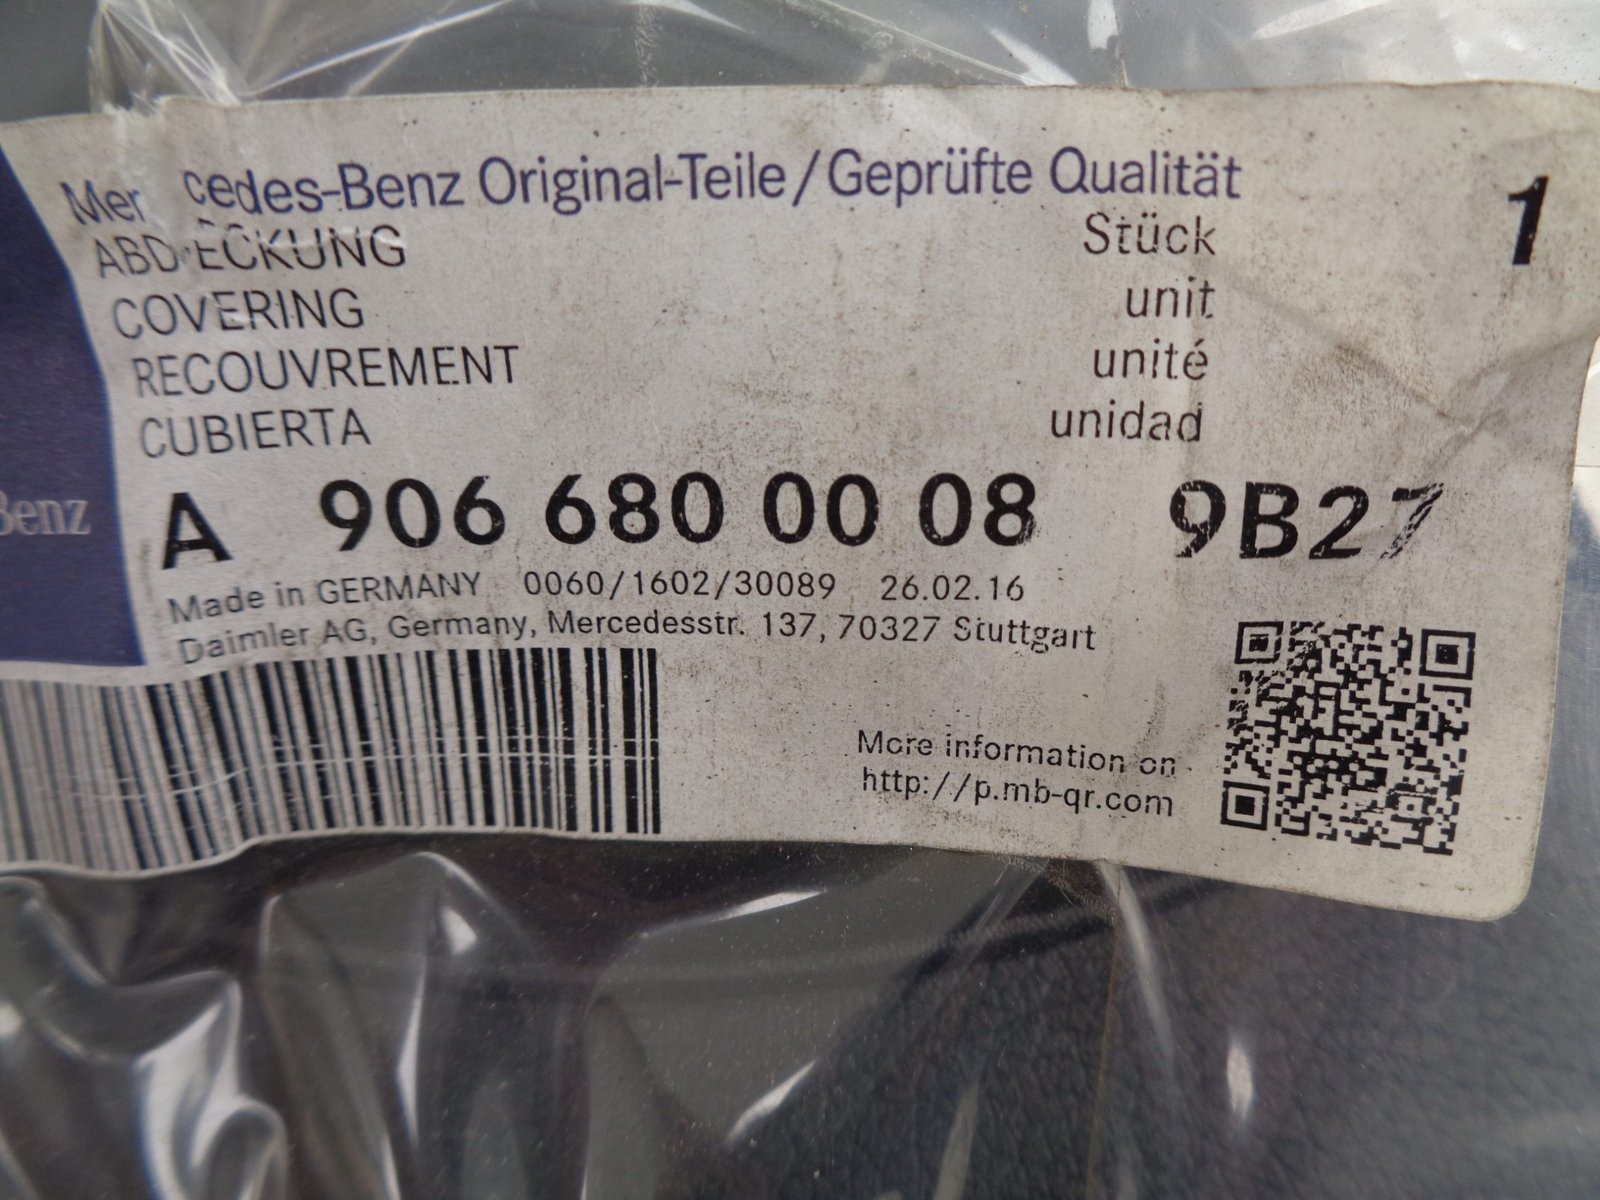 Mercedes-Benz Original-Teile/Geprüfte Qualität
ABDECKUNG Stück 1
COVERING unit
RECOUVREMENT unité
CUBIERTA unidad
Benz
A 906 680 00 08 9B27
Made in GERMANY 0060/1602/30089 26.02.16
Daimler AG, Germany, Mercedesstr. 137, 70327 Stuttgart
More information on
http://p.mb-qr.com